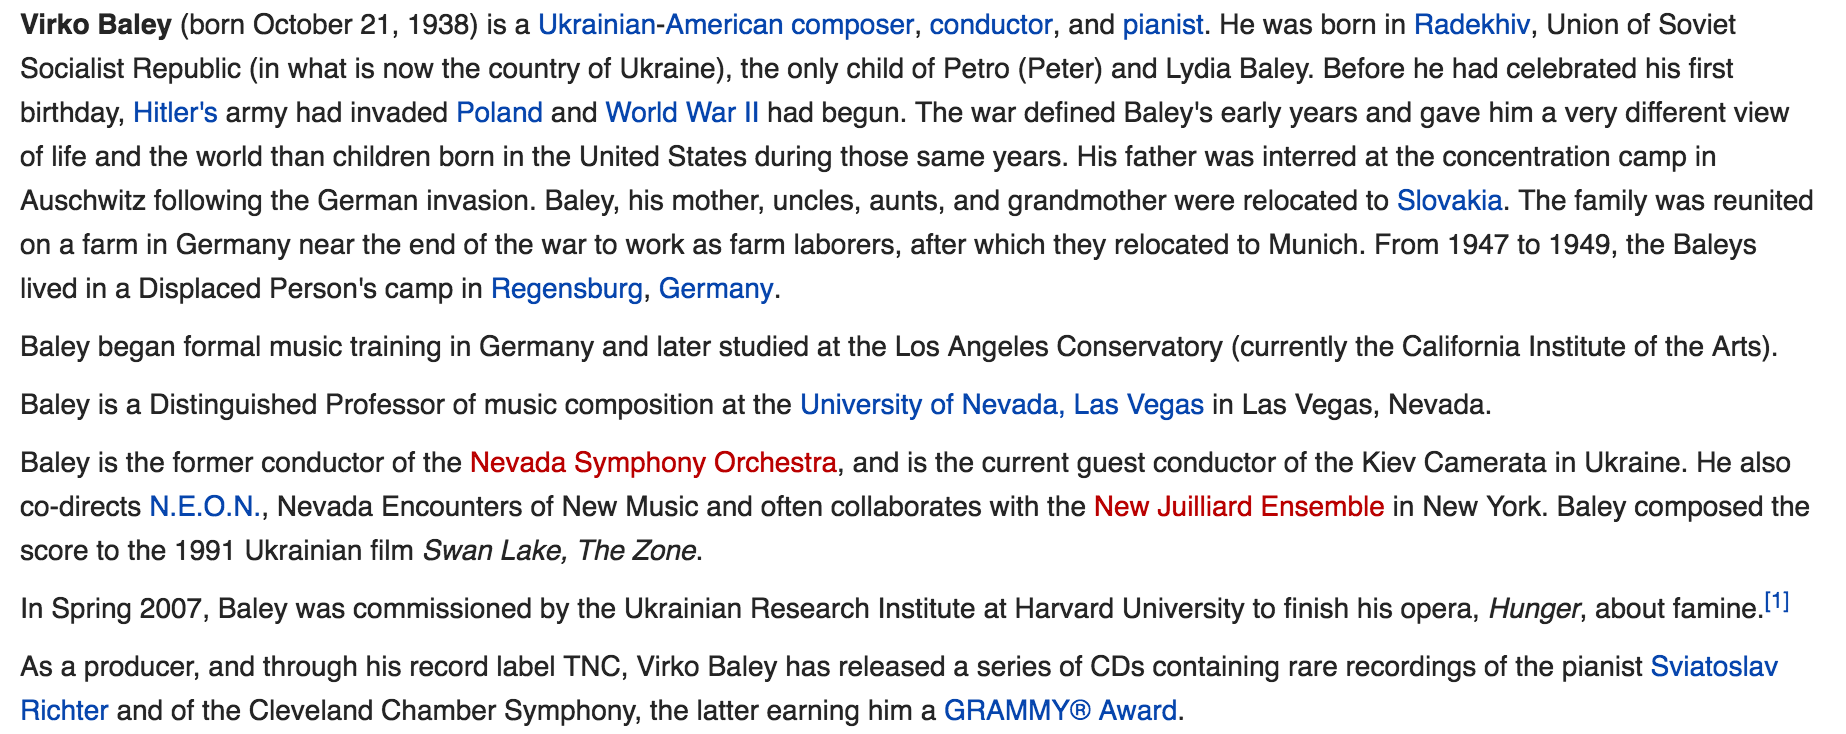 Virko Baley (born October 21, 1938) is a Ukrainian-American composer, conductor, and pianist. He was born in Radekhiv, Union of Soviet
Socialist Republic (in what is now the country of Ukraine), the only child of Petro (Peter) and Lydia Baley. Before he had celebrated his first
birthday, Hitler's army had invaded Poland and World War II had begun. The war defined Baley's early years and gave him a very different view
of life and the world than children born in the United States during those same years. His father was interred at the concentration camp in
Auschwitz following the German invasion. Baley, his mother, uncles, aunts, and grandmother were relocated to Slovakia. The family was reunited
on a farm in Germany near the end of the war to work as farm laborers, after which they relocated to Munich. From 1947 to 1949, the Baleys
lived in a Displaced Person's camp in Regensburg, Germany.
Baley began formal music training in Germany and later studied at the Los Angeles Conservatory (currently the California Institute of the Arts).
Baley is a Distinguished Professor of music composition at the University of Nevada, Las Vegas in Las Vegas, Nevada.
Baley is the former conductor of the Nevada Symphony Orchestra, and is the current guest conductor of the Kiev Camerata in Ukraine. He also
co-directs N.E.O.N., Nevada Encounters of New Music and often collaborates with the New Juilliard Ensemble in New York. Baley composed the
score to the 1991 Ukrainian film Swan Lake, The Zone.
In Spring 2007, Baley was commissioned by the Ukrainian Research Institute at Harvard University to finish his opera, Hunger, about famine.[1]
As a producer, and through his record label TNC, Virko Baley has released a series of CDs containing rare recordings of the pianist Sviatoslav
Richter and of the Cleveland Chamber Symphony, the latter earning him a GRAMMY® Award.